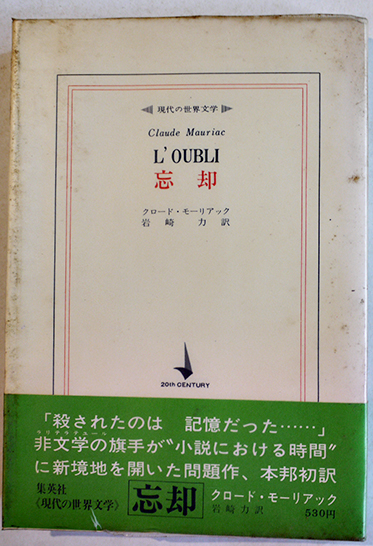 現代の世界文学
Claude Mauriac
L'OUBLI
忘却
クロード・モーリアック
岩崎 力 訳
20th CENTURY
「殺されたのは 記憶だった……」
非文学の旗手が〝小説における時間〟
に新境地を開いた問題作、本邦初訳
集英社
《現代の世界文学》
忘却
クロード・モーリアック
岩崎 力 訳
530円